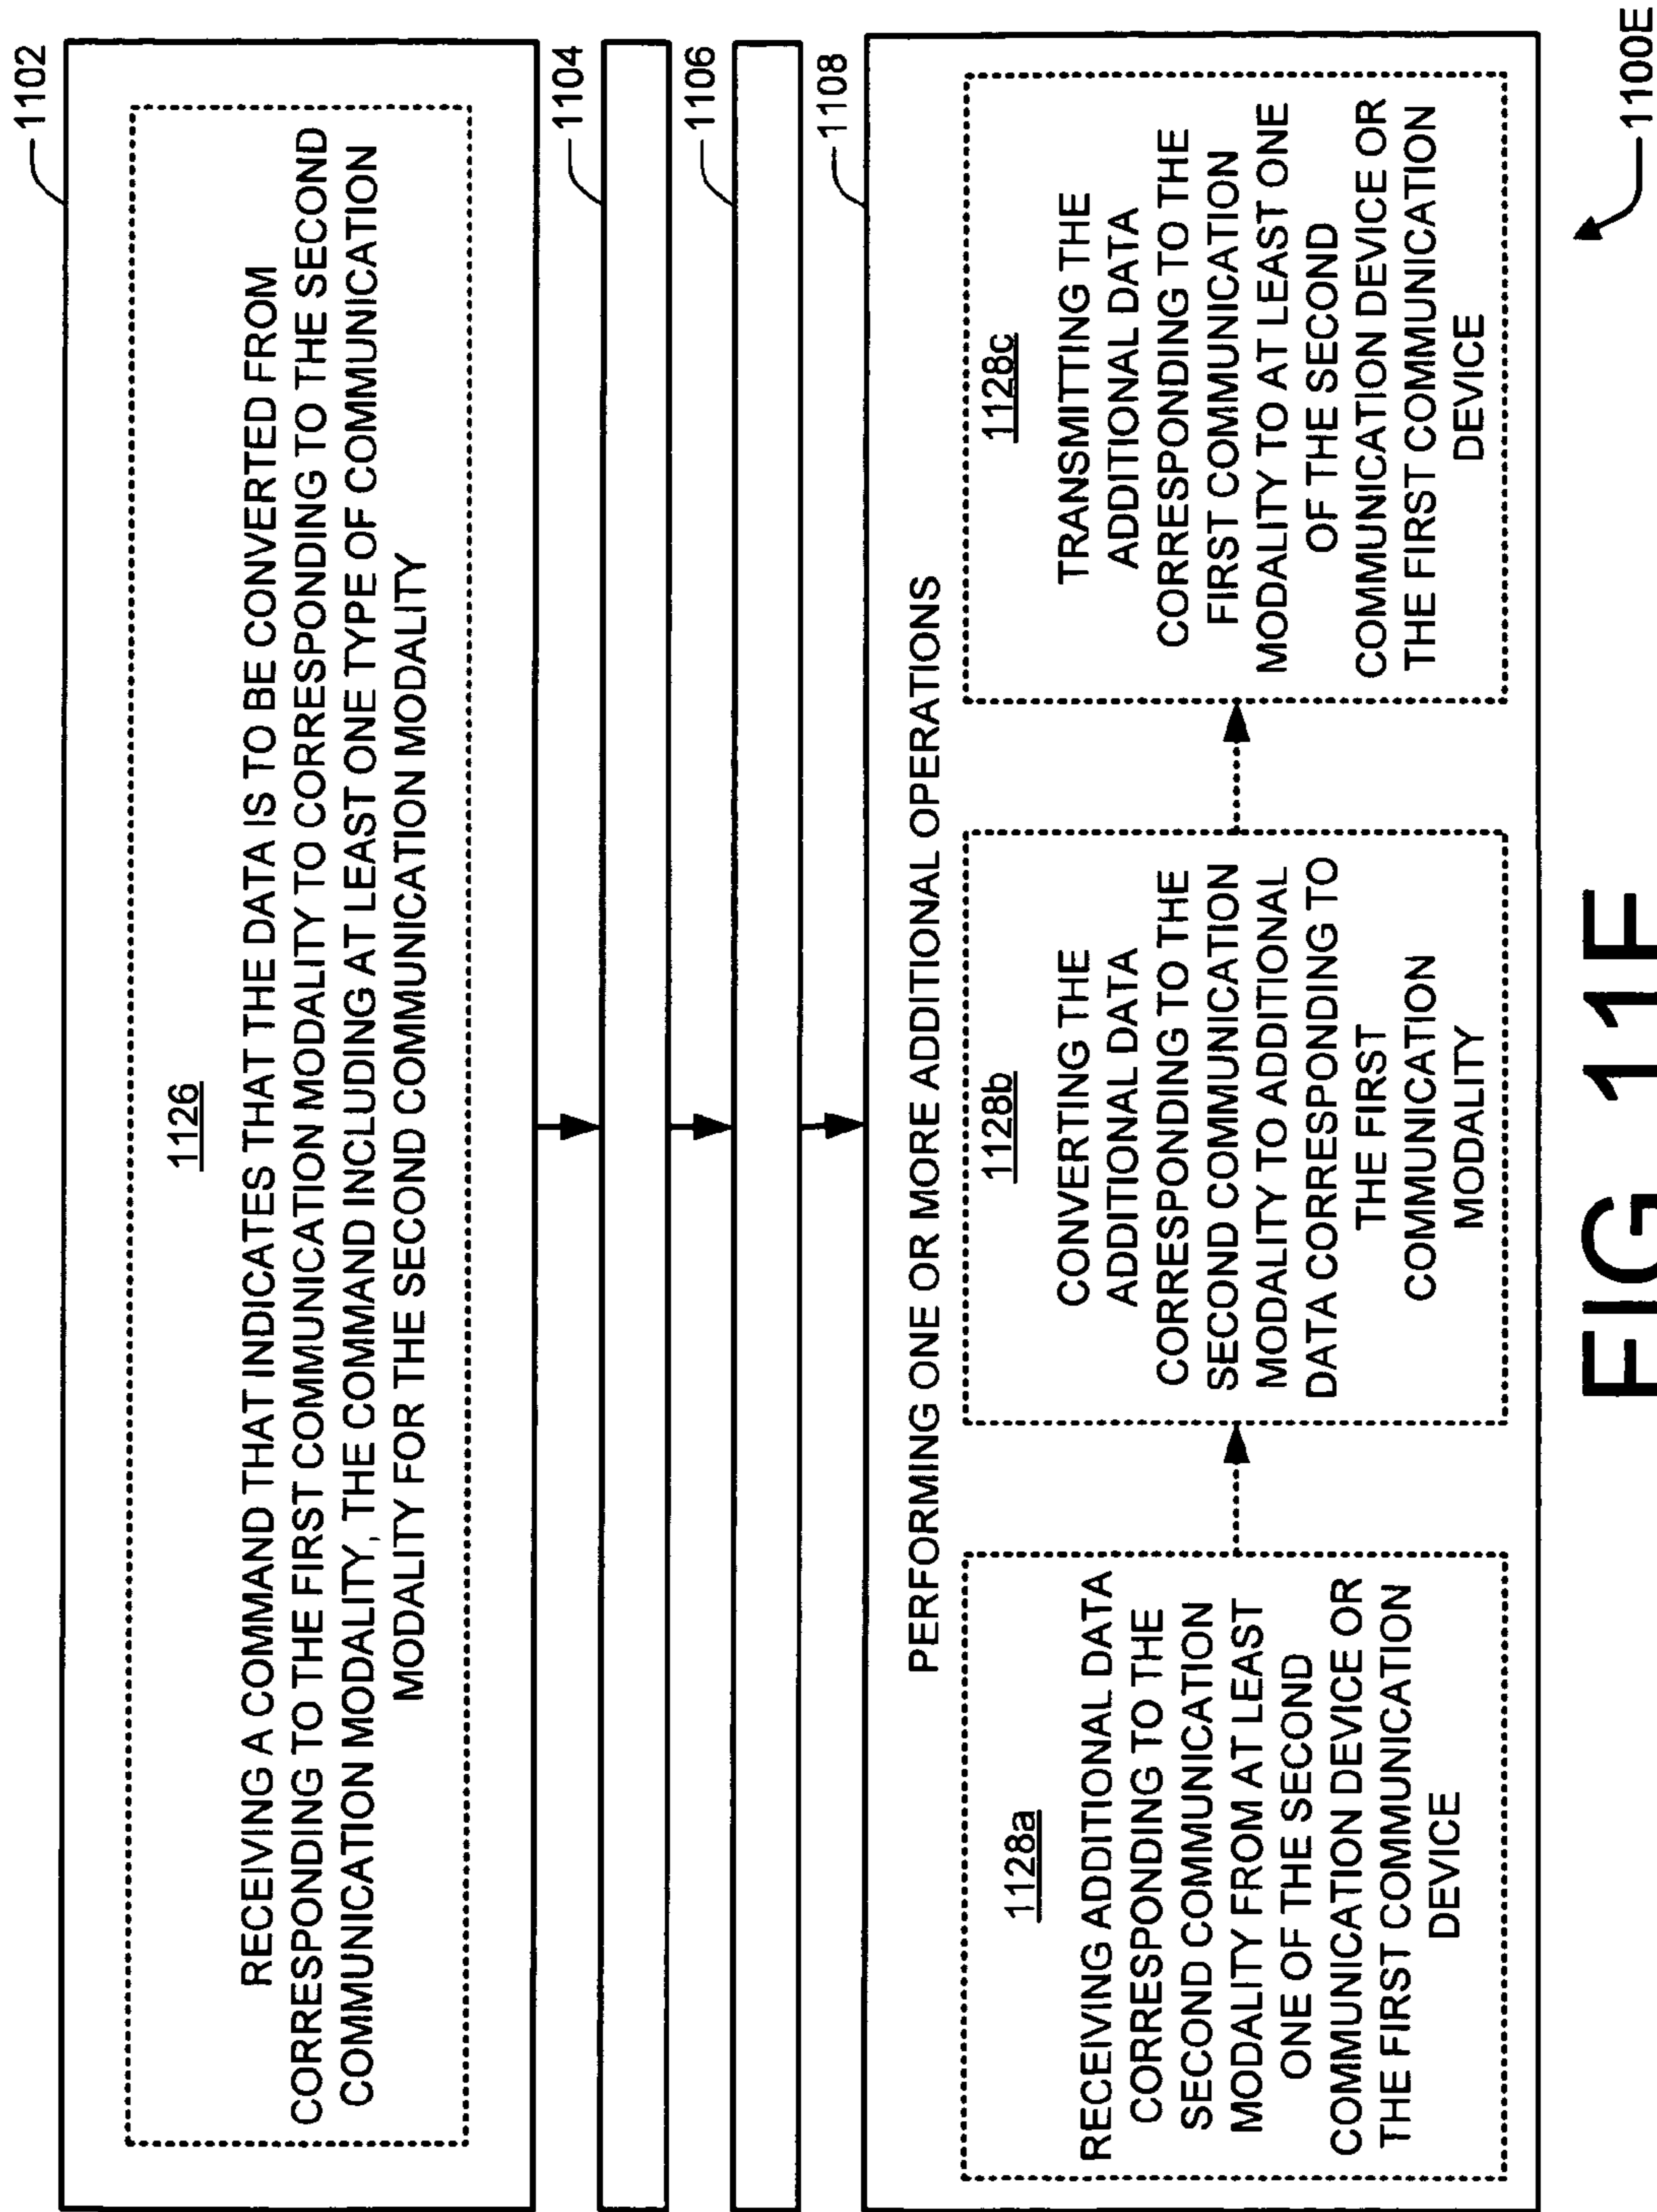 1102
1126
RECEIVING A COMMAND THAT INDICATES THAT THE DATA IS TO BE CONVERTED FROM
CORRESPONDING TO THE FIRST COMMUNICATION MODALITY TO CORRESPONDING TO THE SECOND
COMMUNICATION MODALITY, THE COMMAND INCLUDING AT LEAST ONE TYPE OF COMMUNICATION
MODALITY FOR THE SECOND COMMUNICATION MODALITY
1104
1106
1108
PERFORMING ONE OR MORE ADDITIONAL OPERATIONS
1128a
RECEIVING ADDITIONAL DATA
CORRESPONDING TO THE
SECOND COMMUNICATION
MODALITY FROM AT LEAST
ONE OF THE SECOND
COMMUNICATION DEVICE OR
THE FIRST COMMUNICATION
DEVICE
1128b
CONVERTING THE
ADDITIONAL DATA
CORRESPONDING TO THE
SECOND COMMUNICATION
MODALITY TO ADDITIONAL
DATA CORRESPONDING TO
THE FIRST
COMMUNICATION
MODALITY
1128c
TRANSMITTING THE
ADDITIONAL DATA
CORRESPONDING TO THE
FIRST COMMUNICATION
MODALITY TO AT LEAST ONE
OF THE SECOND
COMMUNICATION DEVICE OR
THE FIRST COMMUNICATION
DEVICE
1100E
FIG. 11E